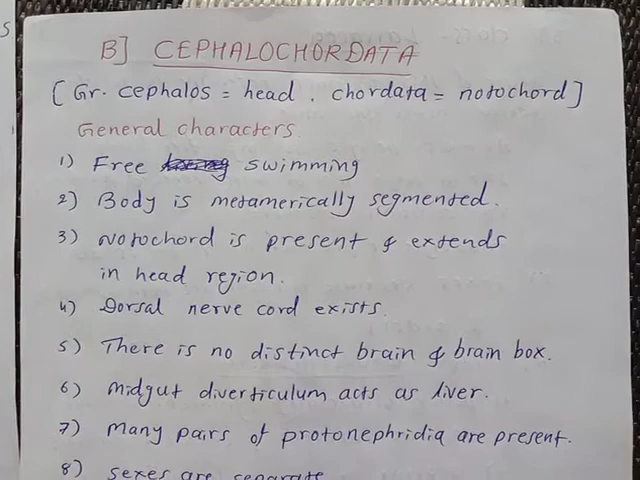 B] CEPHALOCHORDATA
[Gr. cephalos = head. chordata = notochord]
General characters.
1) Free swimming
2) Body is metamerically segmented.
3) Notochord is present & extends
in head region.
4) Dorsal nerve cord exists.
5) There is no distinct brain & brain box.
6) Midgut diverticulum acts as liver.
7) Many pairs of protonephridia are present.
8) Sexes are separate